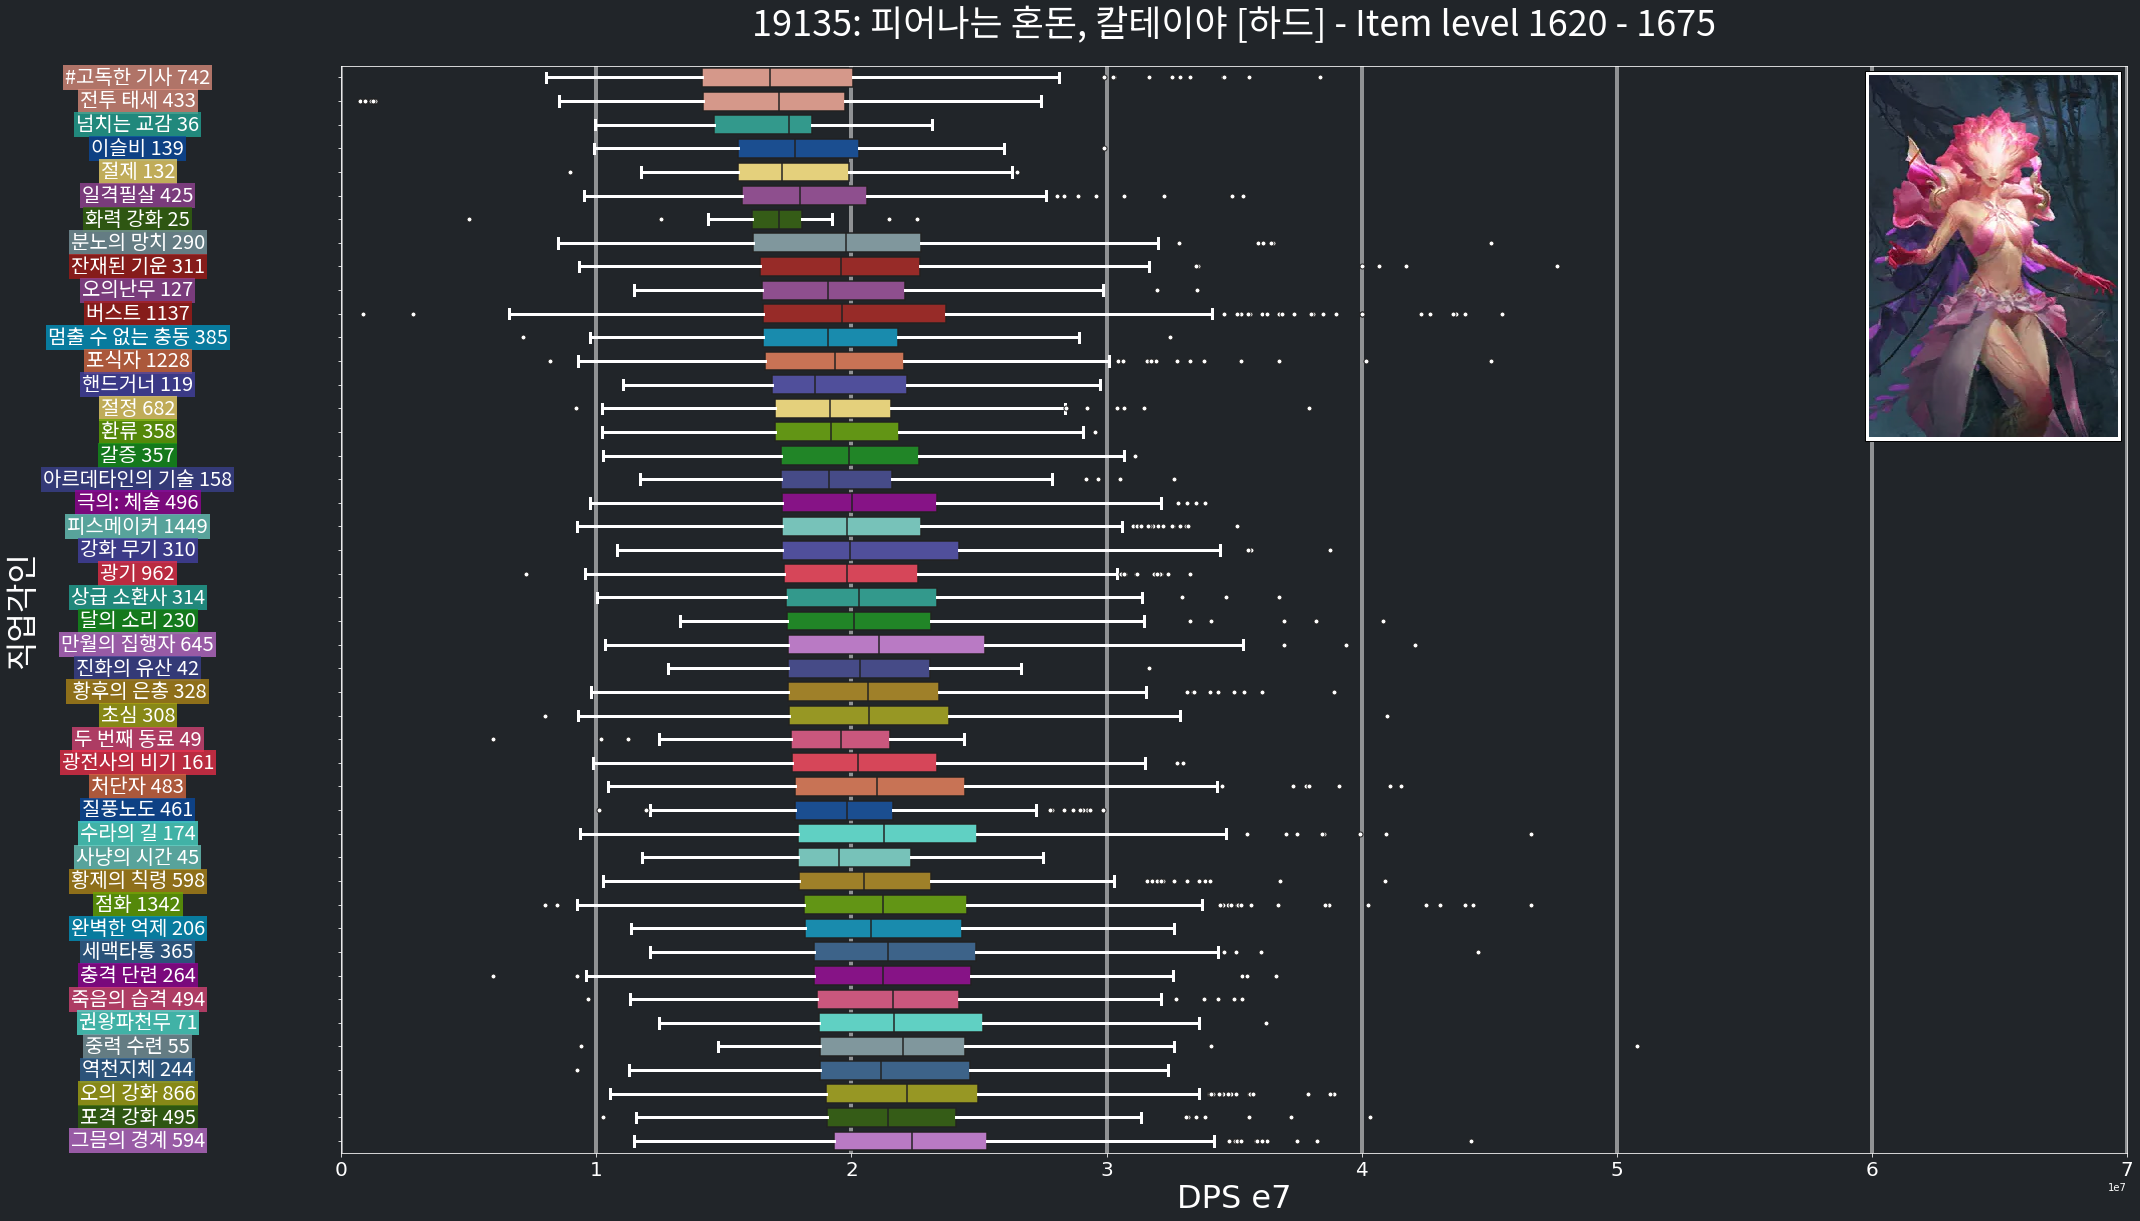 19135: 피어나는 혼돈, 칼테이야 [하드] - Item level 1620 - 1675
직업각인
#고독한 기사 742
전투 태세 433
넘치는 교감 36
이슬비 139
절제 132
일격필살 425
화력 강화 25
분노의 망치 290
잔재된 기운 311
오의난무 127
버스트 1137
멈출 수 없는 충동 385
포식자 1228
핸드거너 119
절정 682
환류 358
갈증 357
아르데타인의 기술 158
극의: 체술 496
피스메이커 1449
강화 무기 310
광기 962
상급 소환사 314
달의 소리 230
만월의 집행자 645
진화의 유산 42
황후의 은총 328
초심 308
두 번째 동료 49
광전사의 비기 161
처단자 483
질풍노도 461
수라의 길 174
사냥의 시간 45
황제의 칙령 598
점화 1342
완벽한 억제 206
세맥타통 365
충격 단련 264
죽음의 습격 494
권왕파천무 71
중력 수련 55
역천지체 244
오의 강화 866
포격 강화 495
그믐의 경계 594
0 1 2 3 4 5 6 7
DPS e7
1e7